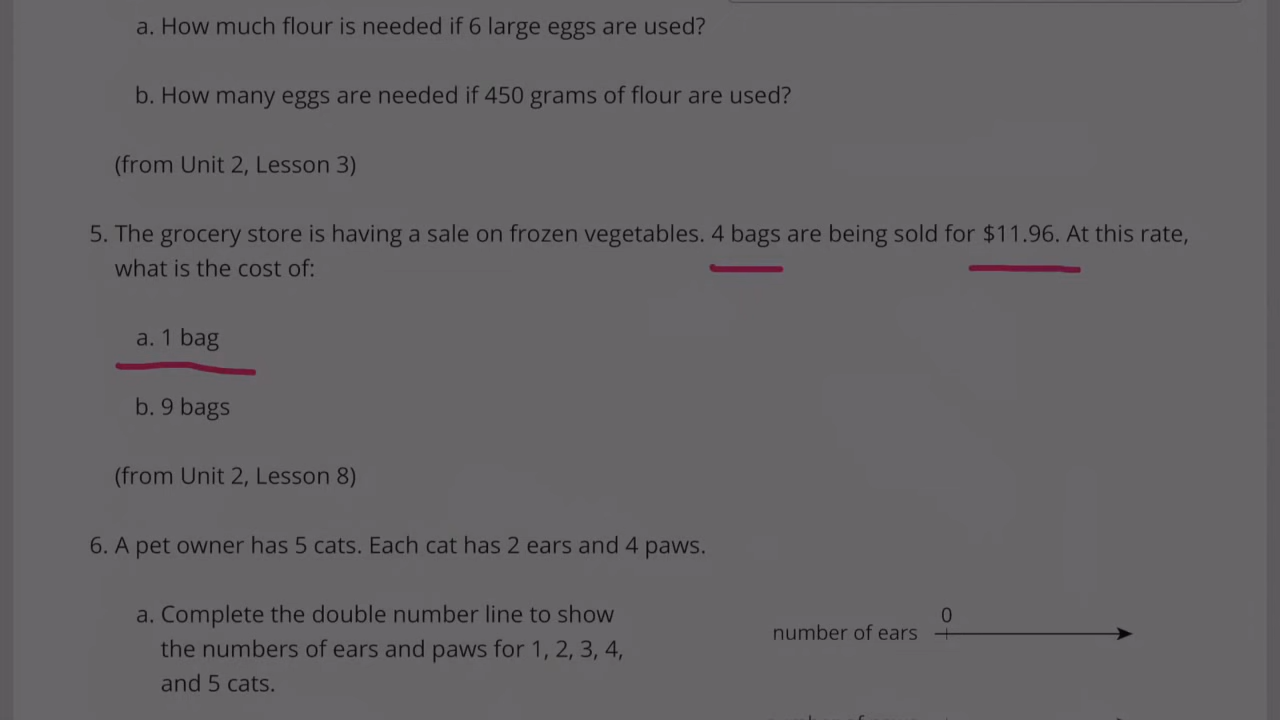 a. How much flour is needed if 6 large eggs are used?
b. How many eggs are needed if 450 grams of flour are used?
(from Unit 2, Lesson 3)
5. The grocery store is having a sale on frozen vegetables. 4 bags are being sold for $11.96. At this rate,
what is the cost of:
a. 1 bag
b. 9 bags
(from Unit 2, Lesson 8)
6. A pet owner has 5 cats. Each cat has 2 ears and 4 paws.
a. Complete the double number line to show
the numbers of ears and paws for 1, 2, 3, 4,
and 5 cats.
0
number of ears